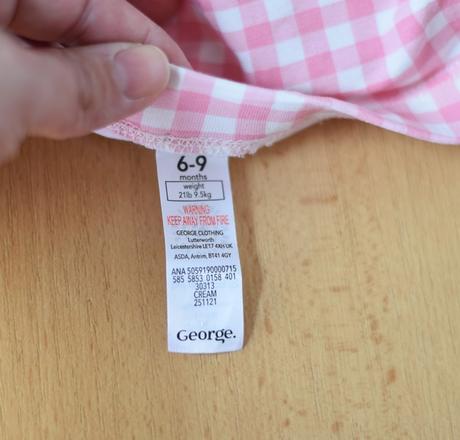 6-9
months
weight
21lb 9.5kg
WARNING
KEEP AWAY FROM FIRE
GEORGE CLOTHING
Lutterworth
Leicestershire LE17 4XH UK
ASDA, Antrim, BT41 4GY
ANA 5059190000715
585 5853 0158 401
30313
CREAM
251121
George.